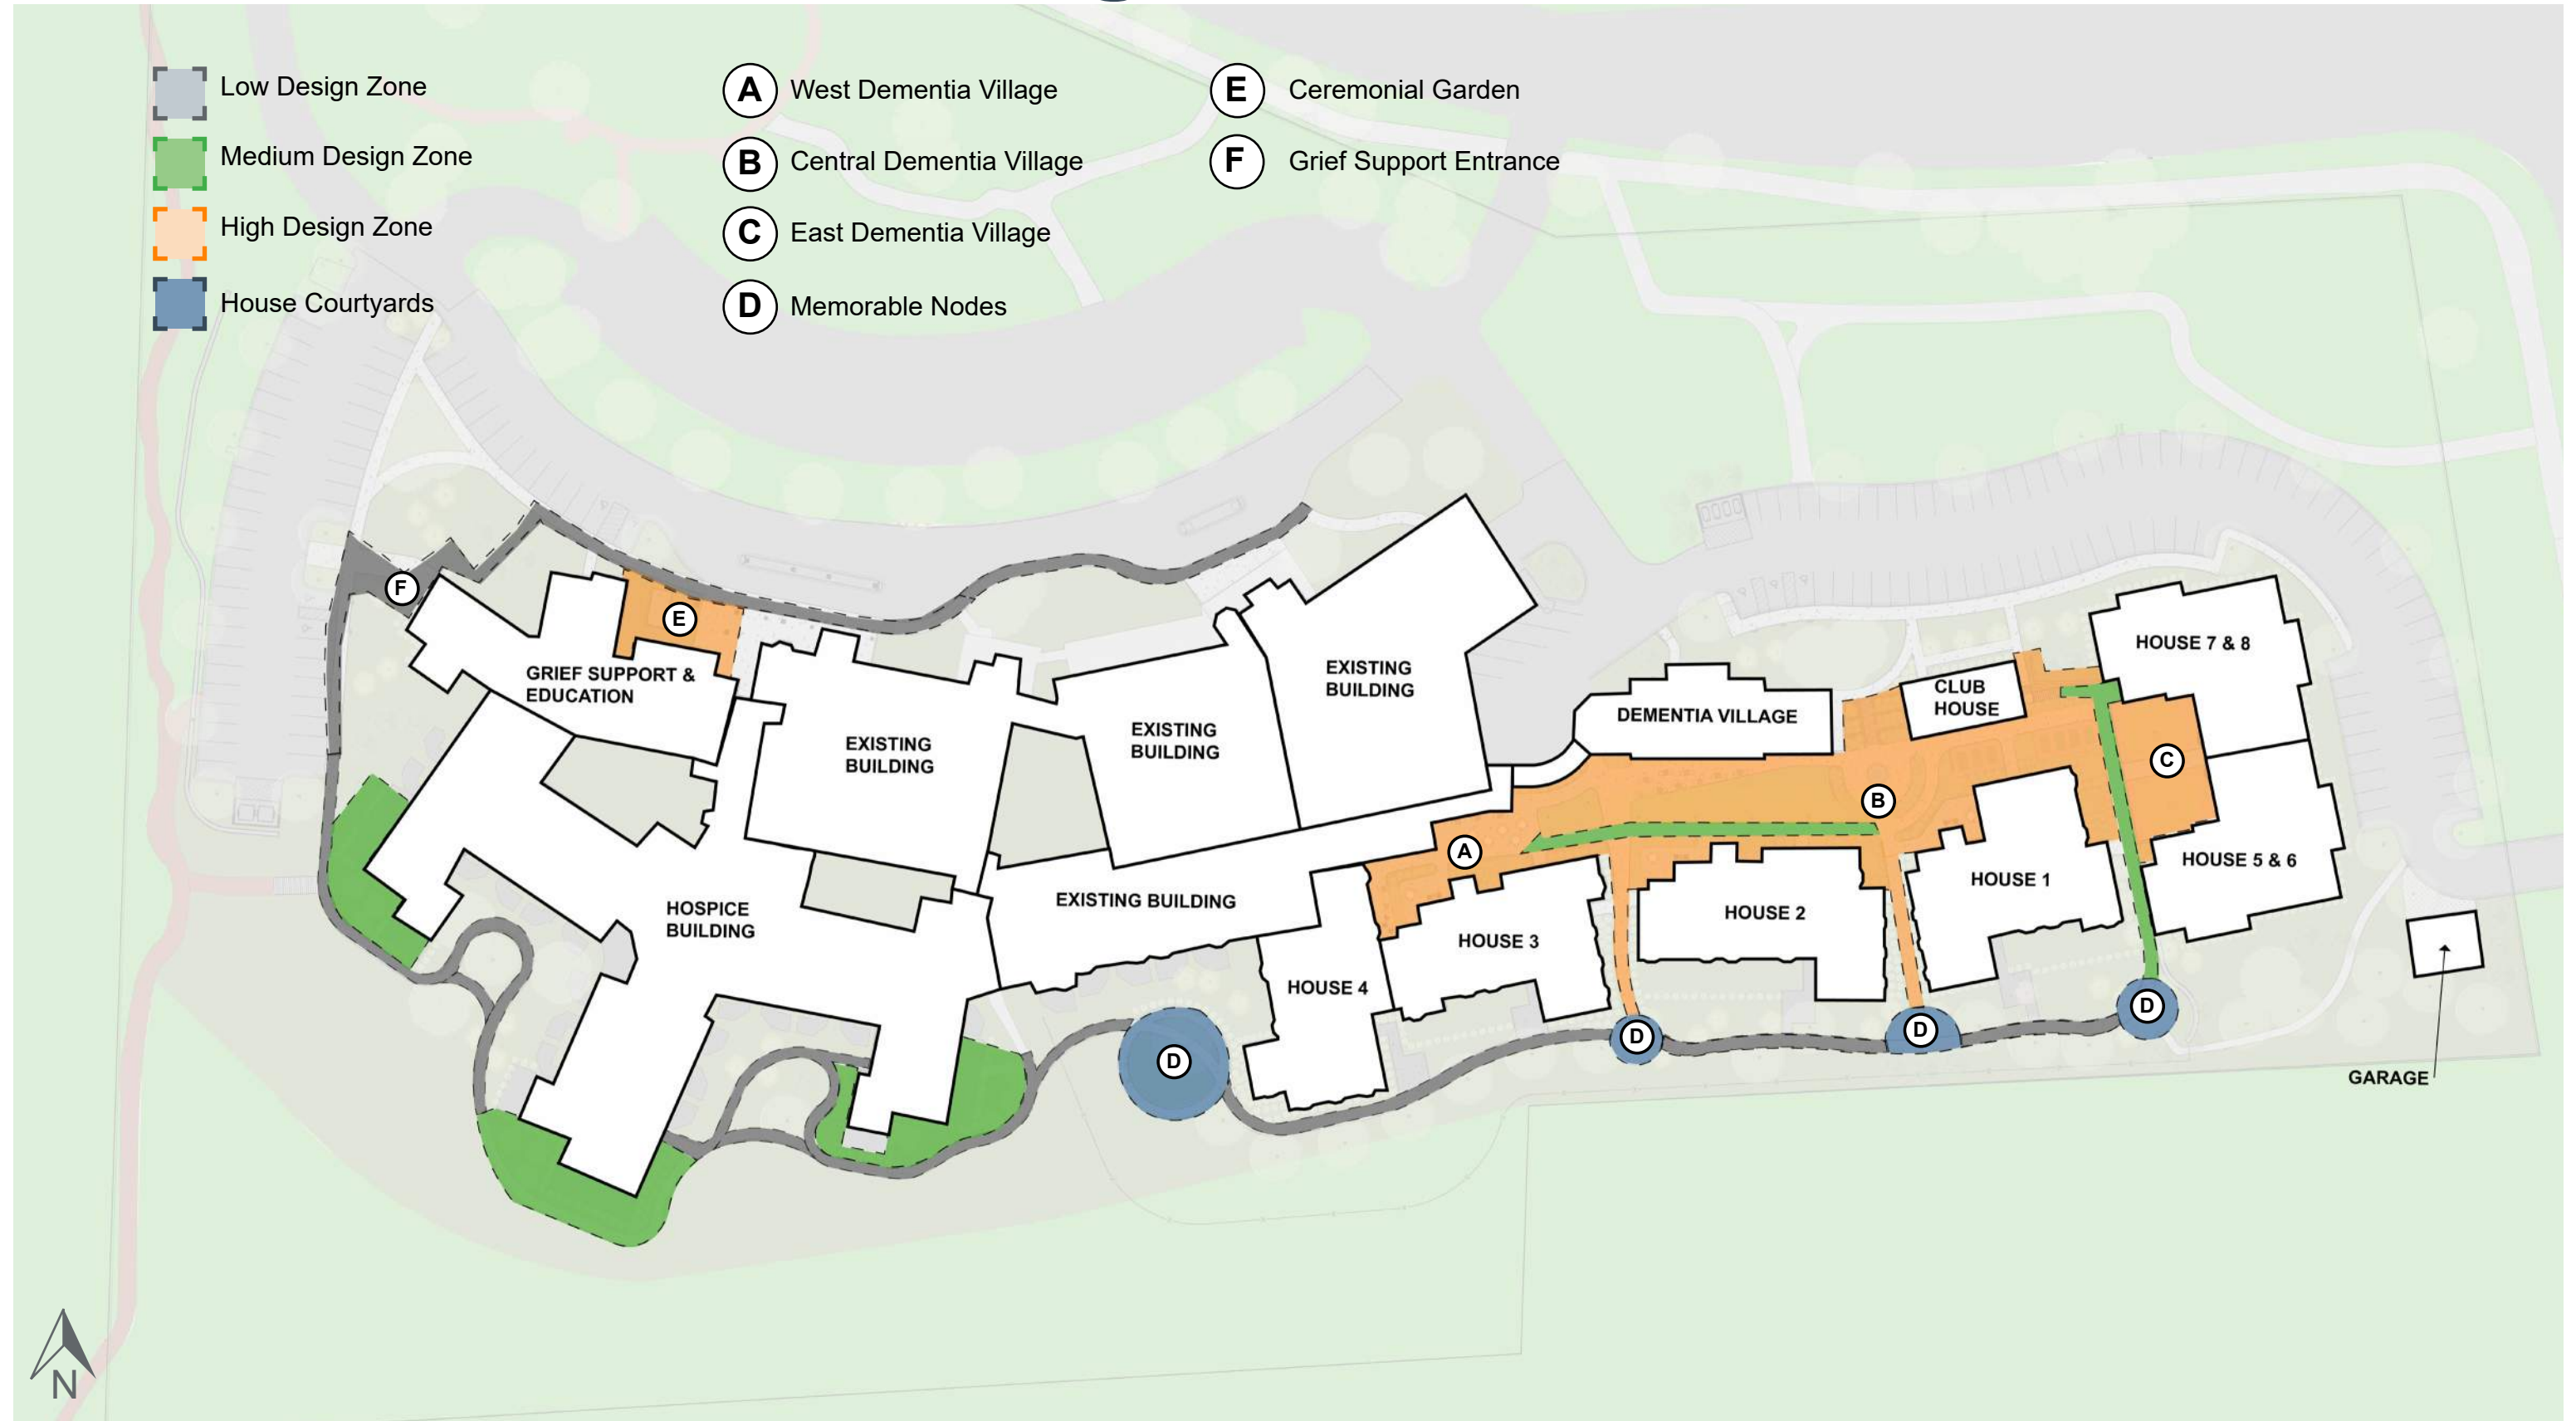 Low Design Zone
Medium Design Zone
High Design Zone
House Courtyards
A West Dementia Village
B Central Dementia Village
C East Dementia Village
D Memorable Nodes
E Ceremonial Garden
F Grief Support Entrance
F
E
GRIEF SUPPORT &
EDUCATION
EXISTING
BUILDING
EXISTING
BUILDING
EXISTING
BUILDING
DEMENTIA VILLAGE
CLUB
HOUSE
HOUSE 7 & 8
C
B
A
HOUSE 5 & 6
HOUSE 1
HOUSE 2
HOUSE 3
EXISTING BUILDING
HOSPICE
BUILDING
HOUSE 4
D
D
D
D
GARAGE
N